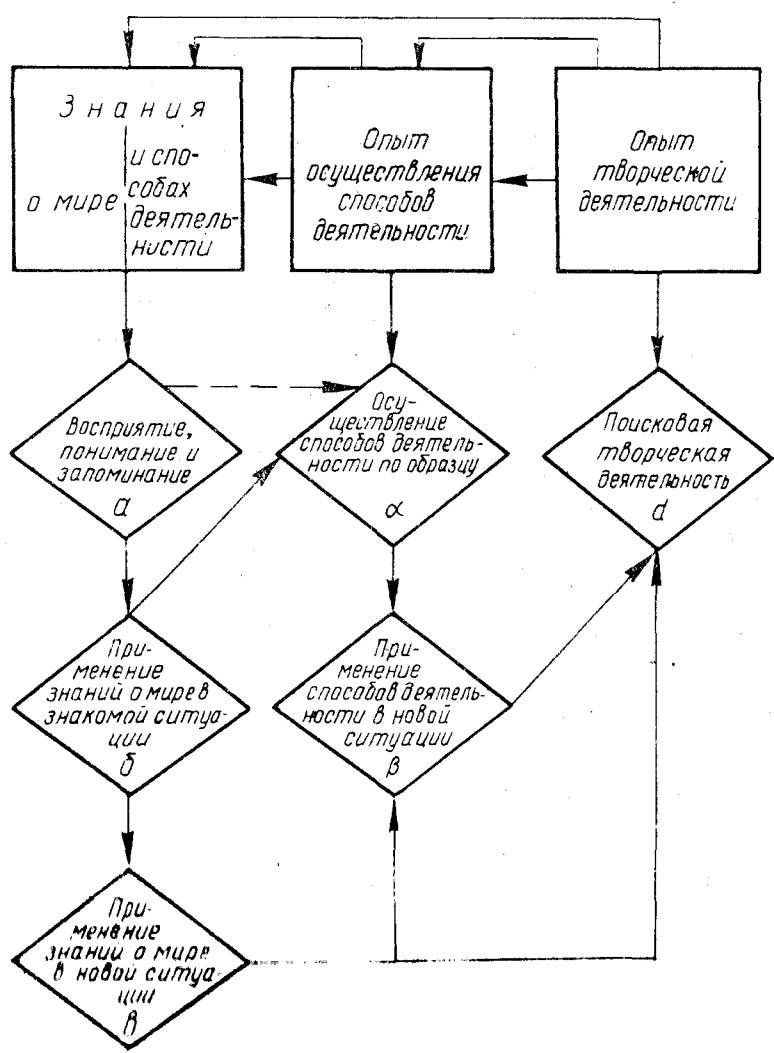 Знания
о мире
и спо-
собах
деятель-
ности
Опыт
осуществления
способов
деятельности
Опыт
творческой
деятельности
Восприятие,
понимание и
запоминание
а
Осу-
ществление
способов деятель-
ности по образцу
α
Поисковая
творческая
деятельность
d
При-
менение
знаний о мире в
знакомой ситуа-
ции
б
При-
менение
способов деятель-
ности в новой
ситуации
β
При-
менение
знаний о мире
в новой ситуа-
ции
в